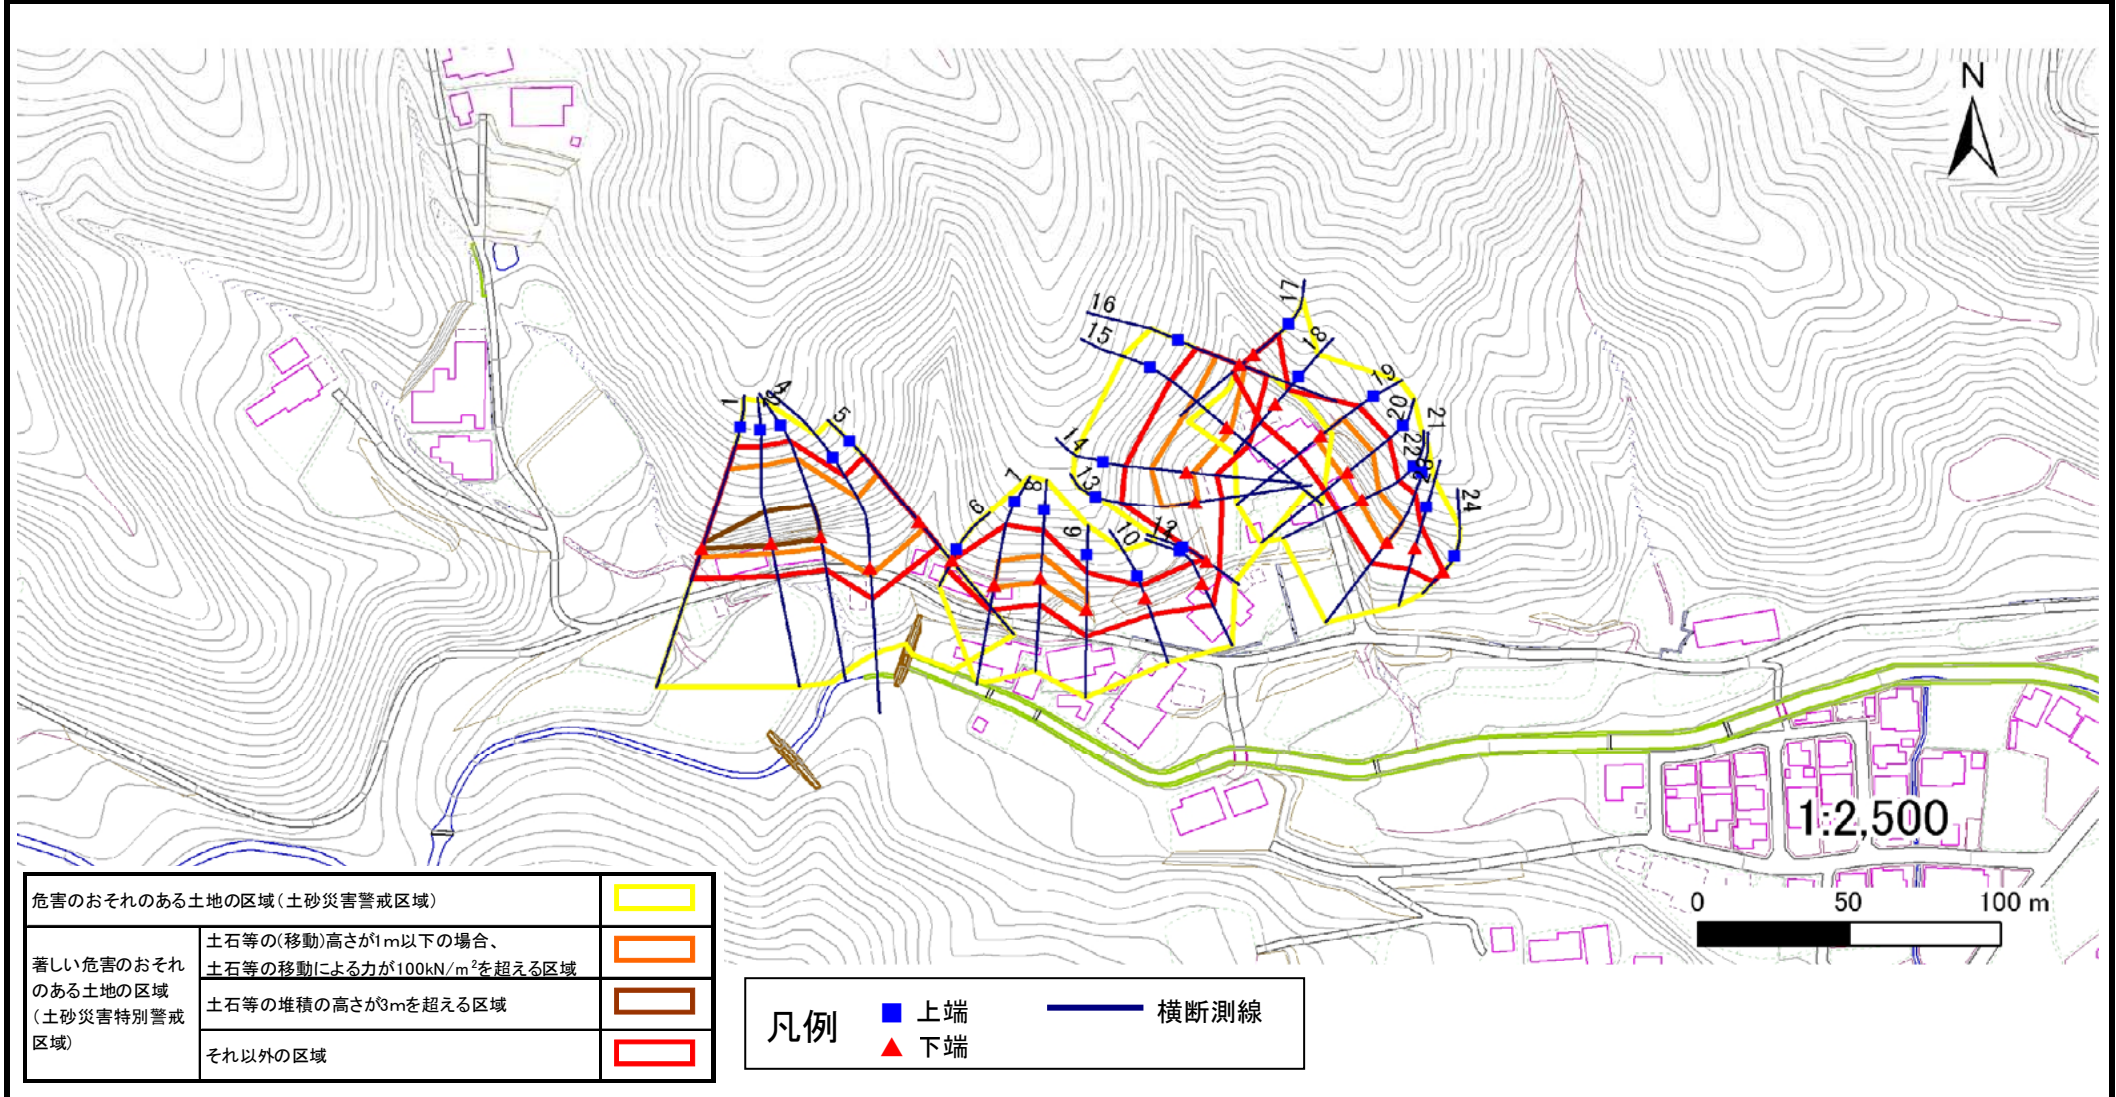 N
17
16
15
18
19
20
21
22
24
14
13
1
4
5
6
7
8
9
10
1:2,500
0 50 100 m
危害のおそれのある土地の区域(土砂災害警戒区域)
著しい危害のおそれ
のある土地の区域
(土砂災害特別警戒
区域)
土石等の(移動)高さが1m以下の場合、
土石等の移動による力が100kN/m²を超える区域
土石等の堆積の高さが3mを超える区域
それ以外の区域
凡例
上端
下端
横断測線